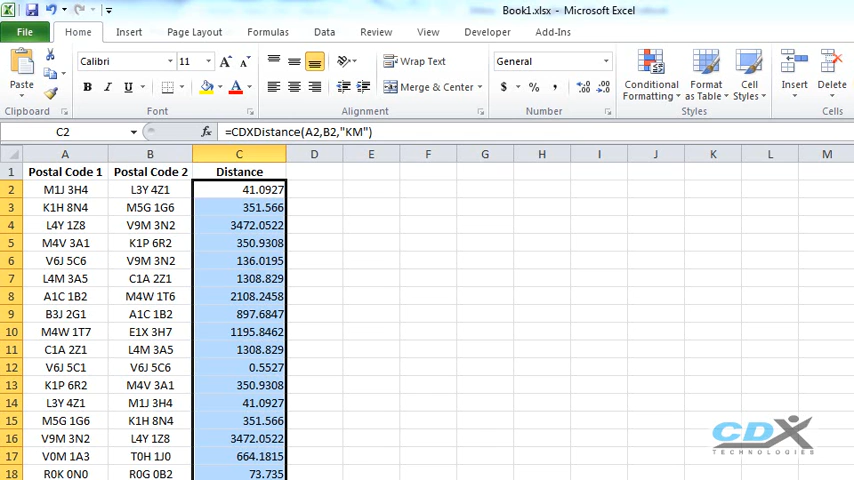 Book1.xlsx - Microsoft Excel
File Home Insert Page Layout Formulas Data Review View Developer Add-Ins
Paste Calibri 11 A A Wrap Text General Conditional Format Cell Insert Delete
B I U A Merge & Center $ % , .0 .00 .00 .0 Formatting as Table Styles
Clipboard Font Alignment Number Styles Cells
C2 fx =CDXDistance(A2,B2,"KM")
A B C D E F G H I J K L M
1 Postal Code 1 Postal Code 2 Distance
2 M1J 3H4 L3Y 4Z1 41.0927
3 K1H 8N4 M5G 1G6 351.566
4 L4Y 1Z8 V9M 3N2 3472.0522
5 M4V 3A1 K1P 6R2 350.9308
6 V6J 5C6 V9M 3N2 136.0195
7 L4M 3A5 C1A 2Z1 1308.829
8 A1C 1B2 M4W 1T6 2108.2458
9 B3J 2G1 A1C 1B2 897.6847
10 M4W 1T7 E1X 3H7 1195.8462
11 C1A 2Z1 L4M 3A5 1308.829
12 V6J 5C1 V6J 5C6 0.5527
13 K1P 6R2 M4V 3A1 350.9308
14 L3Y 4Z1 M1J 3H4 41.0927
15 M5G 1G6 K1H 8N4 351.566
16 V9M 3N2 L4Y 1Z8 3472.0522
17 V0M 1A3 T0H 1J0 664.1815
18 R0K 0N0 R0G 0B2 73.735
CDX
TECHNOLOGIES